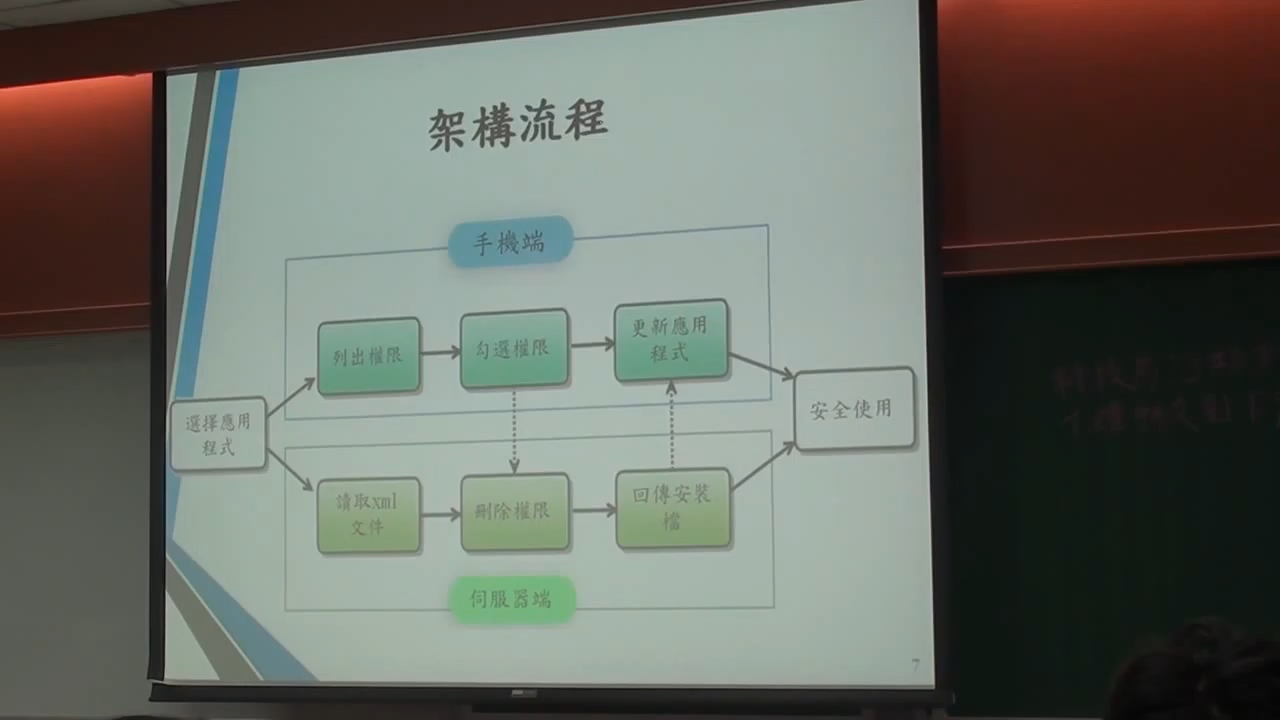 架構流程
手機端
列出權限
勾選權限
更新應用
程式
選擇應用
程式
安全使用
讀取xml
文件
刪除權限
回傳安裝
檔
伺服器端
7